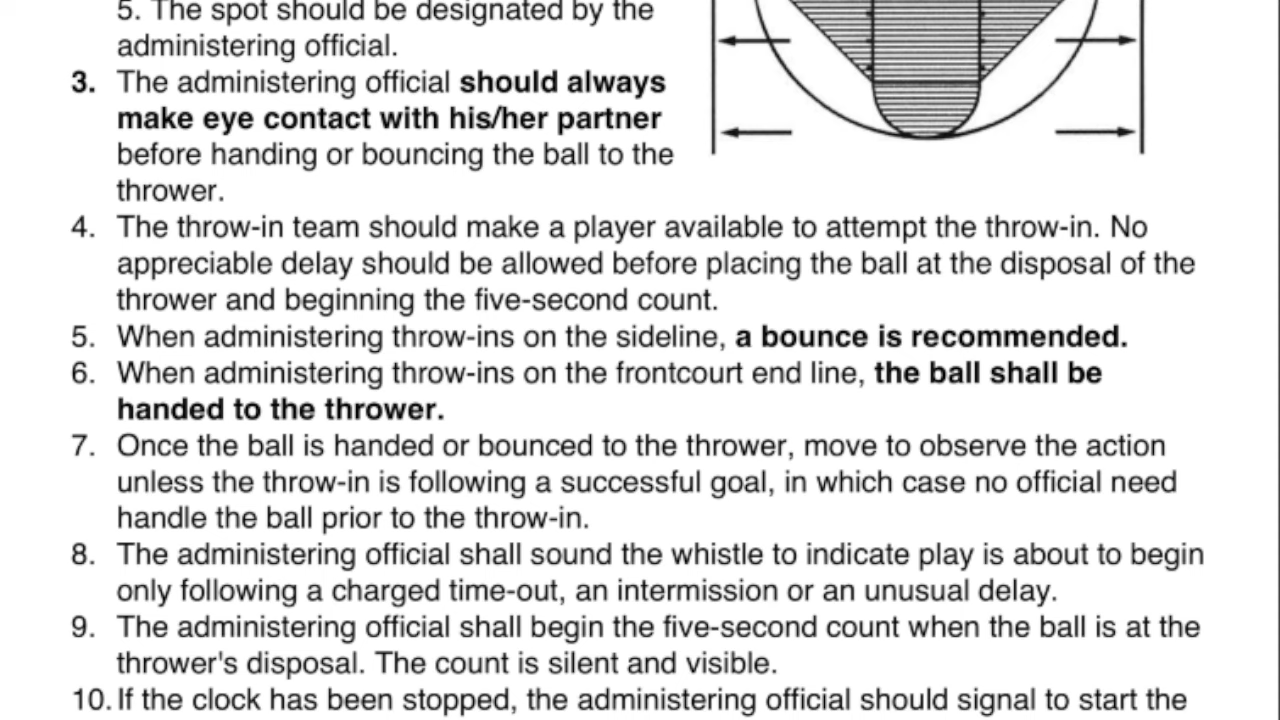 5. The spot should be designated by the
administering official.
3. The administering official should always
make eye contact with his/her partner
before handing or bouncing the ball to the
thrower.
4. The throw-in team should make a player available to attempt the throw-in. No
appreciable delay should be allowed before placing the ball at the disposal of the
thrower and beginning the five-second count.
5. When administering throw-ins on the sideline, a bounce is recommended.
6. When administering throw-ins on the frontcourt end line, the ball shall be
handed to the thrower.
7. Once the ball is handed or bounced to the thrower, move to observe the action
unless the throw-in is following a successful goal, in which case no official need
handle the ball prior to the throw-in.
8. The administering official shall sound the whistle to indicate play is about to begin
only following a charged time-out, an intermission or an unusual delay.
9. The administering official shall begin the five-second count when the ball is at the
thrower's disposal. The count is silent and visible.
10. If the clock has been stopped, the administering official should signal to start the